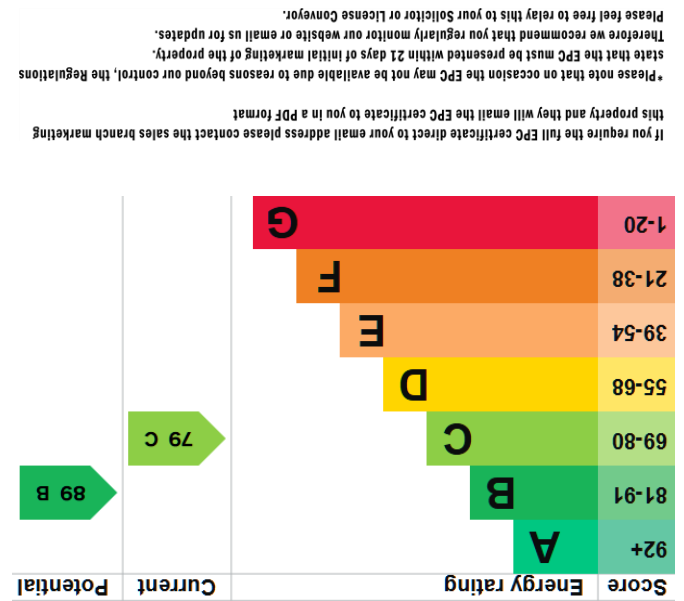 Score Energy rating Current Potential
92+ A
81-91 B 89 B
69-80 C 79 C
55-68 D
39-54 E
21-38 F
1-20 G
If you require the full EPC certificate direct to your email address please contact the sales branch marketing
this property and they will email the EPC certificate to you in a PDF format
*Please note that on occasion the EPC may not be available due to reasons beyond our control, the Regulations
state that the EPC must be presented within 21 days of initial marketing of the property.
Therefore we recommend that you regularly monitor our website or email us for updates.
Please feel free to relay this to your Solicitor or License Conveyor.